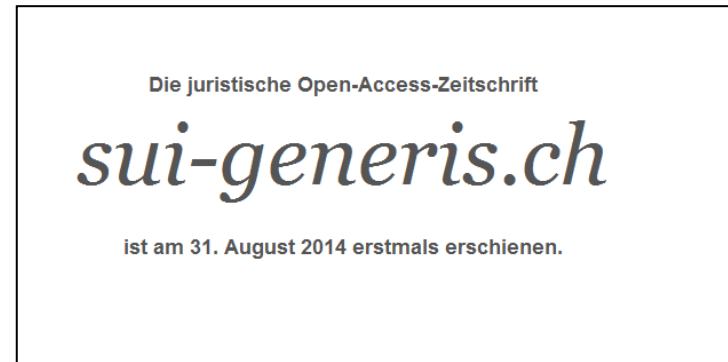 Die juristische Open-Access-Zeitschrift
sui-generis.ch
ist am 31. August 2014 erstmals erschienen.